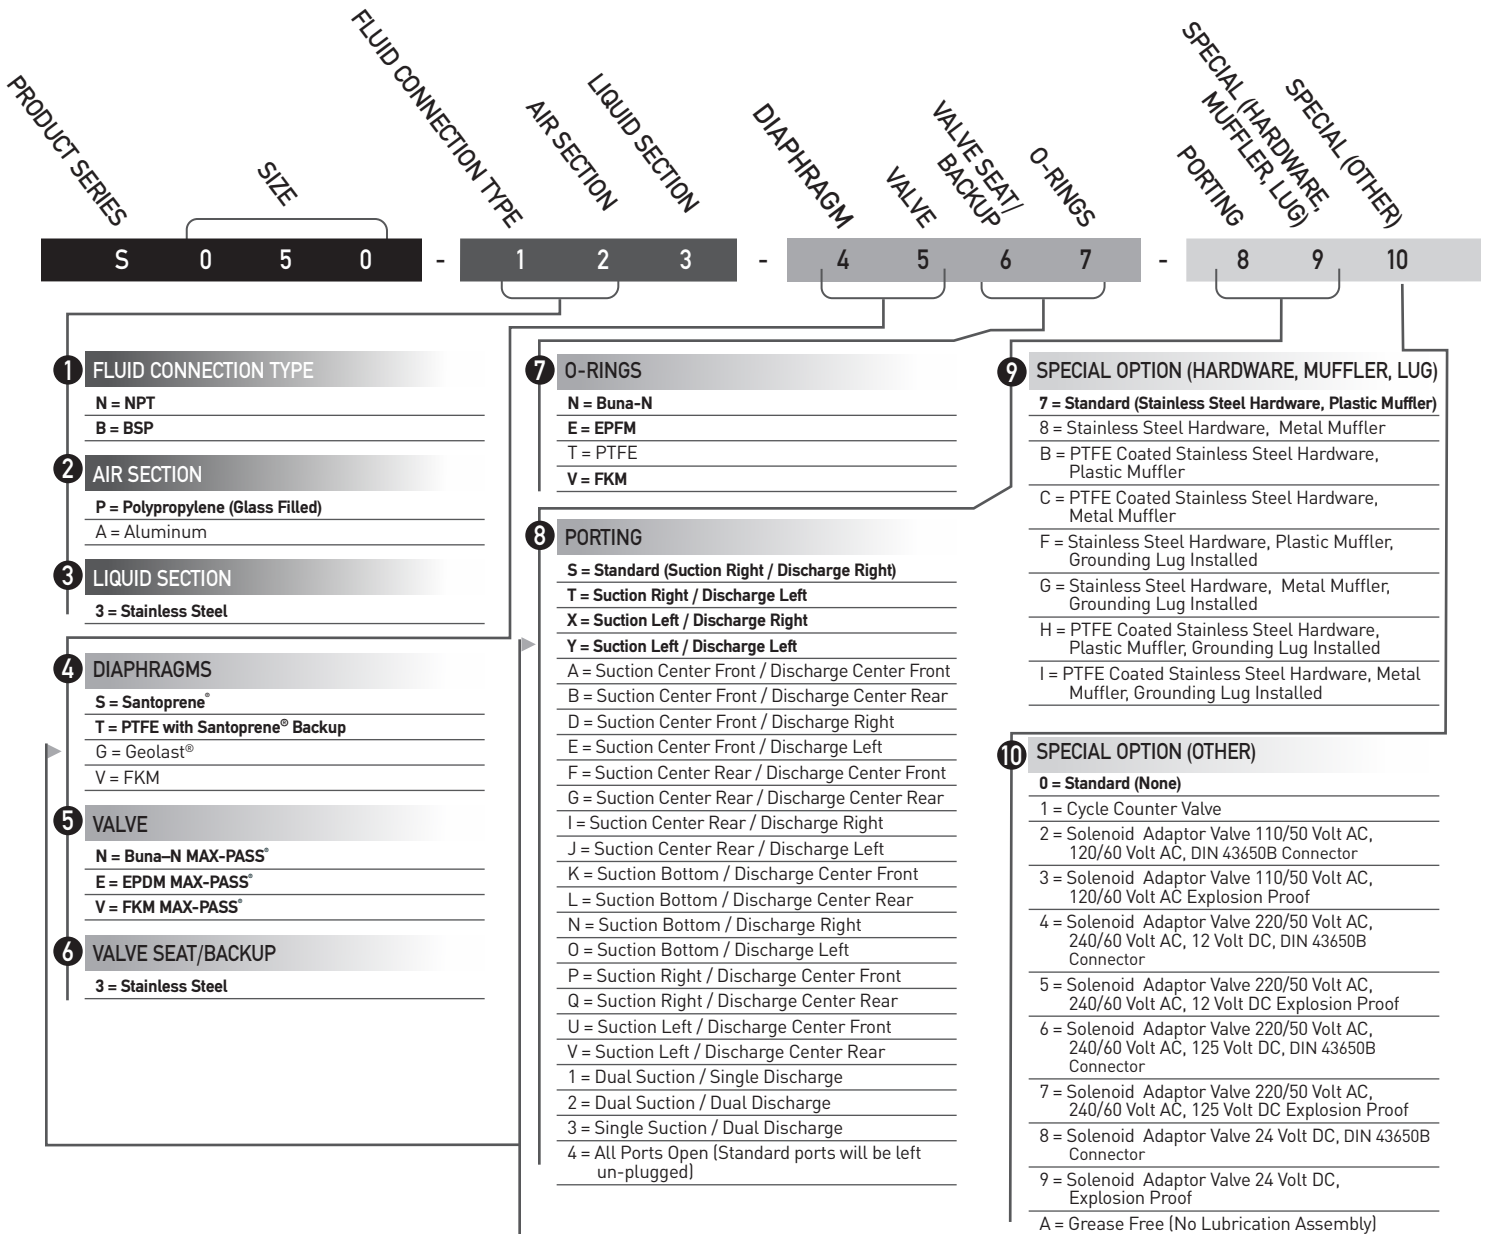 PRODUCT SERIES
SIZE
FLUID CONNECTION TYPE
AIR SECTION
LIQUID SECTION
DIAPHRAGM
VALVE
VALVE SEAT/
BACKUP
O-RINGS
PORTING
SPECIAL (HARDWARE,
MUFFLER, LUG)
SPECIAL (OTHER)
S 0 5 0 - 1 2 3 - 4 5 6 7 - 8 9 10
1 FLUID CONNECTION TYPE
N = NPT
B = BSP
2 AIR SECTION
P = Polypropylene (Glass Filled)
A = Aluminum
3 LIQUID SECTION
3 = Stainless Steel
4 DIAPHRAGMS
S = Santoprene®
T = PTFE with Santoprene® Backup
G = Geolast®
V = FKM
5 VALVE
N = Buna–N MAX-PASS®
E = EPDM MAX-PASS®
V = FKM MAX-PASS®
6 VALVE SEAT/BACKUP
3 = Stainless Steel
7 O-RINGS
N = Buna-N
E = EPFM
T = PTFE
V = FKM
8 PORTING
S = Standard (Suction Right / Discharge Right)
T = Suction Right / Discharge Left
X = Suction Left / Discharge Right
Y = Suction Left / Discharge Left
A = Suction Center Front / Discharge Center Front
B = Suction Center Front / Discharge Center Rear
D = Suction Center Front / Discharge Right
E = Suction Center Front / Discharge Left
F = Suction Center Rear / Discharge Center Front
G = Suction Center Rear / Discharge Center Rear
I = Suction Center Rear / Discharge Right
J = Suction Center Rear / Discharge Left
K = Suction Bottom / Discharge Center Front
L = Suction Bottom / Discharge Center Rear
N = Suction Bottom / Discharge Right
O = Suction Bottom / Discharge Left
P = Suction Right / Discharge Center Front
Q = Suction Right / Discharge Center Rear
U = Suction Left / Discharge Center Front
V = Suction Left / Discharge Center Rear
1 = Dual Suction / Single Discharge
2 = Dual Suction / Dual Discharge
3 = Single Suction / Dual Discharge
4 = All Ports Open (Standard ports will be left
un-plugged)
9 SPECIAL OPTION (HARDWARE, MUFFLER, LUG)
7 = Standard (Stainless Steel Hardware, Plastic Muffler)
8 = Stainless Steel Hardware, Metal Muffler
B = PTFE Coated Stainless Steel Hardware,
Plastic Muffler
C = PTFE Coated Stainless Steel Hardware,
Metal Muffler
F = Stainless Steel Hardware, Plastic Muffler,
Grounding Lug Installed
G = Stainless Steel Hardware, Metal Muffler,
Grounding Lug Installed
H = PTFE Coated Stainless Steel Hardware,
Plastic Muffler, Grounding Lug Installed
I = PTFE Coated Stainless Steel Hardware, Metal
Muffler, Grounding Lug Installed
10 SPECIAL OPTION (OTHER)
0 = Standard (None)
1 = Cycle Counter Valve
2 = Solenoid Adaptor Valve 110/50 Volt AC,
120/60 Volt AC, DIN 43650B Connector
3 = Solenoid Adaptor Valve 110/50 Volt AC,
120/60 Volt AC Explosion Proof
4 = Solenoid Adaptor Valve 220/50 Volt AC,
240/60 Volt AC, 12 Volt DC, DIN 43650B
Connector
5 = Solenoid Adaptor Valve 220/50 Volt AC,
240/60 Volt AC, 12 Volt DC Explosion Proof
6 = Solenoid Adaptor Valve 220/50 Volt AC,
240/60 Volt AC, 125 Volt DC, DIN 43650B
Connector
7 = Solenoid Adaptor Valve 220/50 Volt AC,
240/60 Volt AC, 125 Volt DC Explosion Proof
8 = Solenoid Adaptor Valve 24 Volt DC, DIN 43650B
Connector
9 = Solenoid Adaptor Valve 24 Volt DC,
Explosion Proof
A = Grease Free (No Lubrication Assembly)